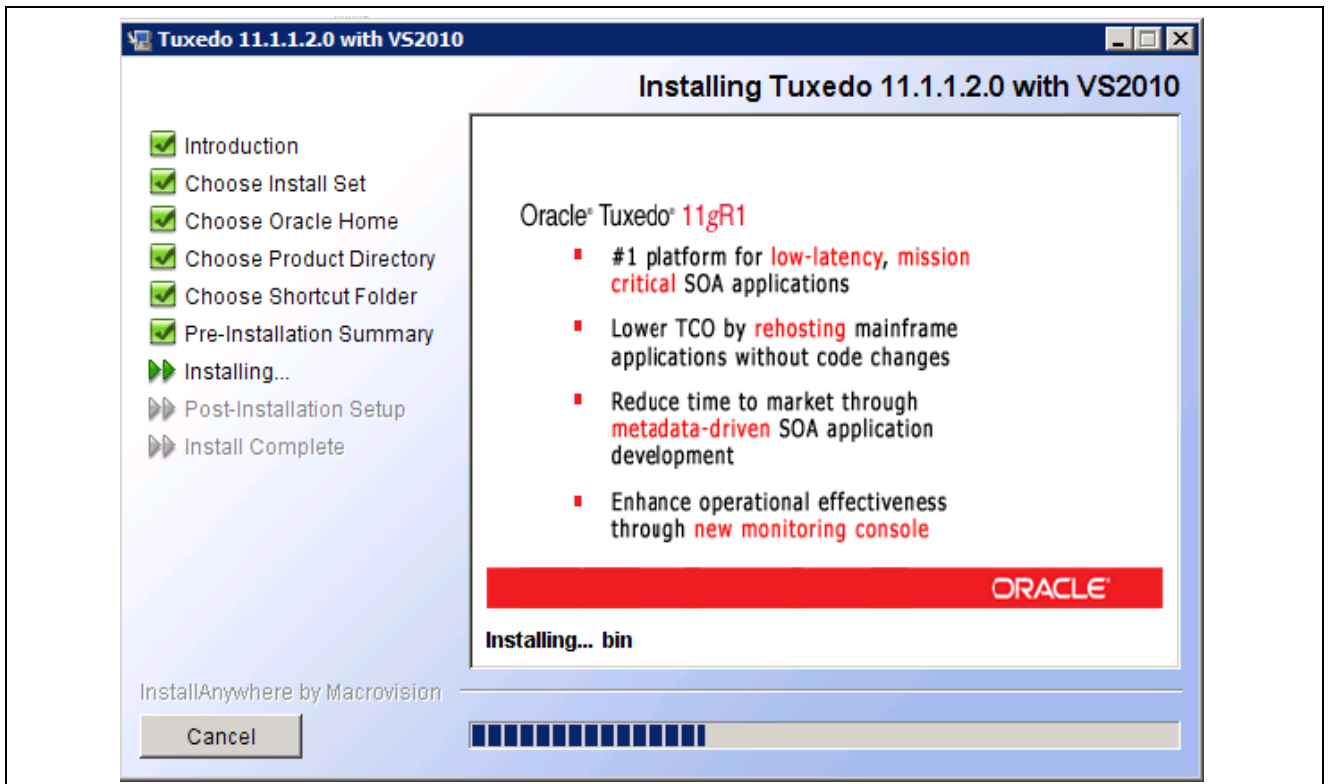 Tuxedo 11.1.1.2.0 with VS2010
Installing Tuxedo 11.1.1.2.0 with VS2010
Introduction
Choose Install Set
Choose Oracle Home
Choose Product Directory
Choose Shortcut Folder
Pre-Installation Summary
Installing...
Post-Installation Setup
Install Complete
Oracle® Tuxedo® 11gR1
#1 platform for low-latency, mission
critical SOA applications
Lower TCO by rehosting mainframe
applications without code changes
Reduce time to market through
metadata-driven SOA application
development
Enhance operational effectiveness
through new monitoring console
ORACLE®
Installing... bin
InstallAnywhere by Macrovision
Cancel